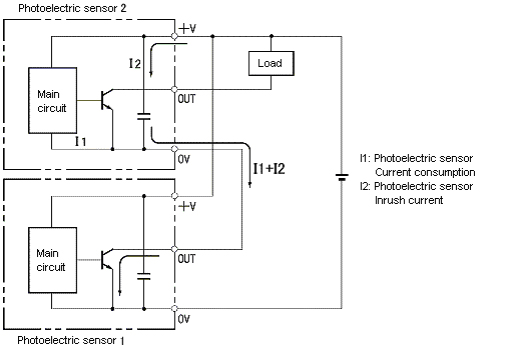 Photoelectric sensor 2
+V
I2
Load
Main
circuit
OUT
I1
0V
I1+I2
I1: Photoelectric sensor
Current consumption
I2: Photoelectric sensor
Inrush current
+V
Main
circuit
OUT
0V
Photoelectric sensor 1